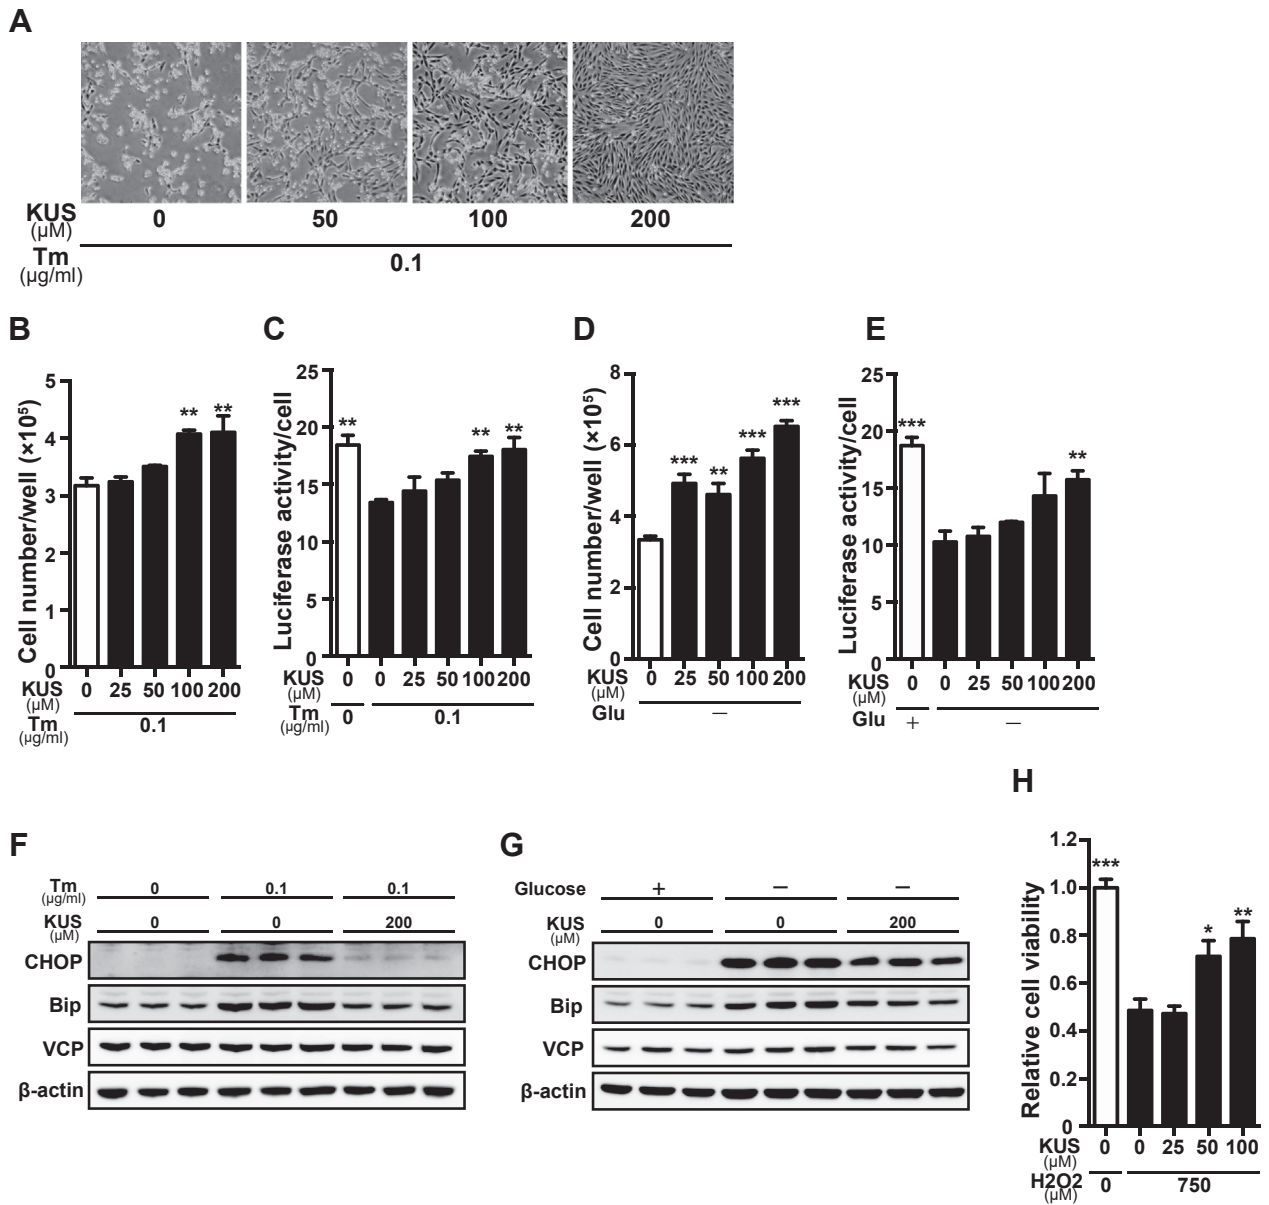 A
KUS 0 50 100 200
(µM)
Tm 0.1
(µg/ml)
B
Cell number/well (×10⁵)
5
4
3
2
1
0
** **
KUS 0 25 50 100 200
(µM)
Tm 0.1
(µg/ml)
C
Luciferase activity/cell
25
20
15
10
5
0
** ** **
KUS 0 0 25 50 100 200
(µM)
Tm 0 0.1
(µg/ml)
D
Cell number/well (×10⁵)
8
6
4
2
0
*** ** *** ***
KUS 0 25 50 100 200
(µM)
Glu −
E
Luciferase activity/cell
25
20
15
10
5
0
*** **
KUS 0 0 25 50 100 200
(µM)
Glu + −
F
Tm 0 0.1 0.1
(µg/ml)
KUS 0 0 200
(µM)
CHOP
Bip
VCP
β-actin
G
Glucose + − −
KUS 0 0 200
(µM)
CHOP
Bip
VCP
β-actin
H
Relative cell viability
1.2
1.0
0.8
0.6
0.4
0.2
0
*** * **
KUS 0 0 25 50 100
(µM)
H2O2 0 750
(µM)